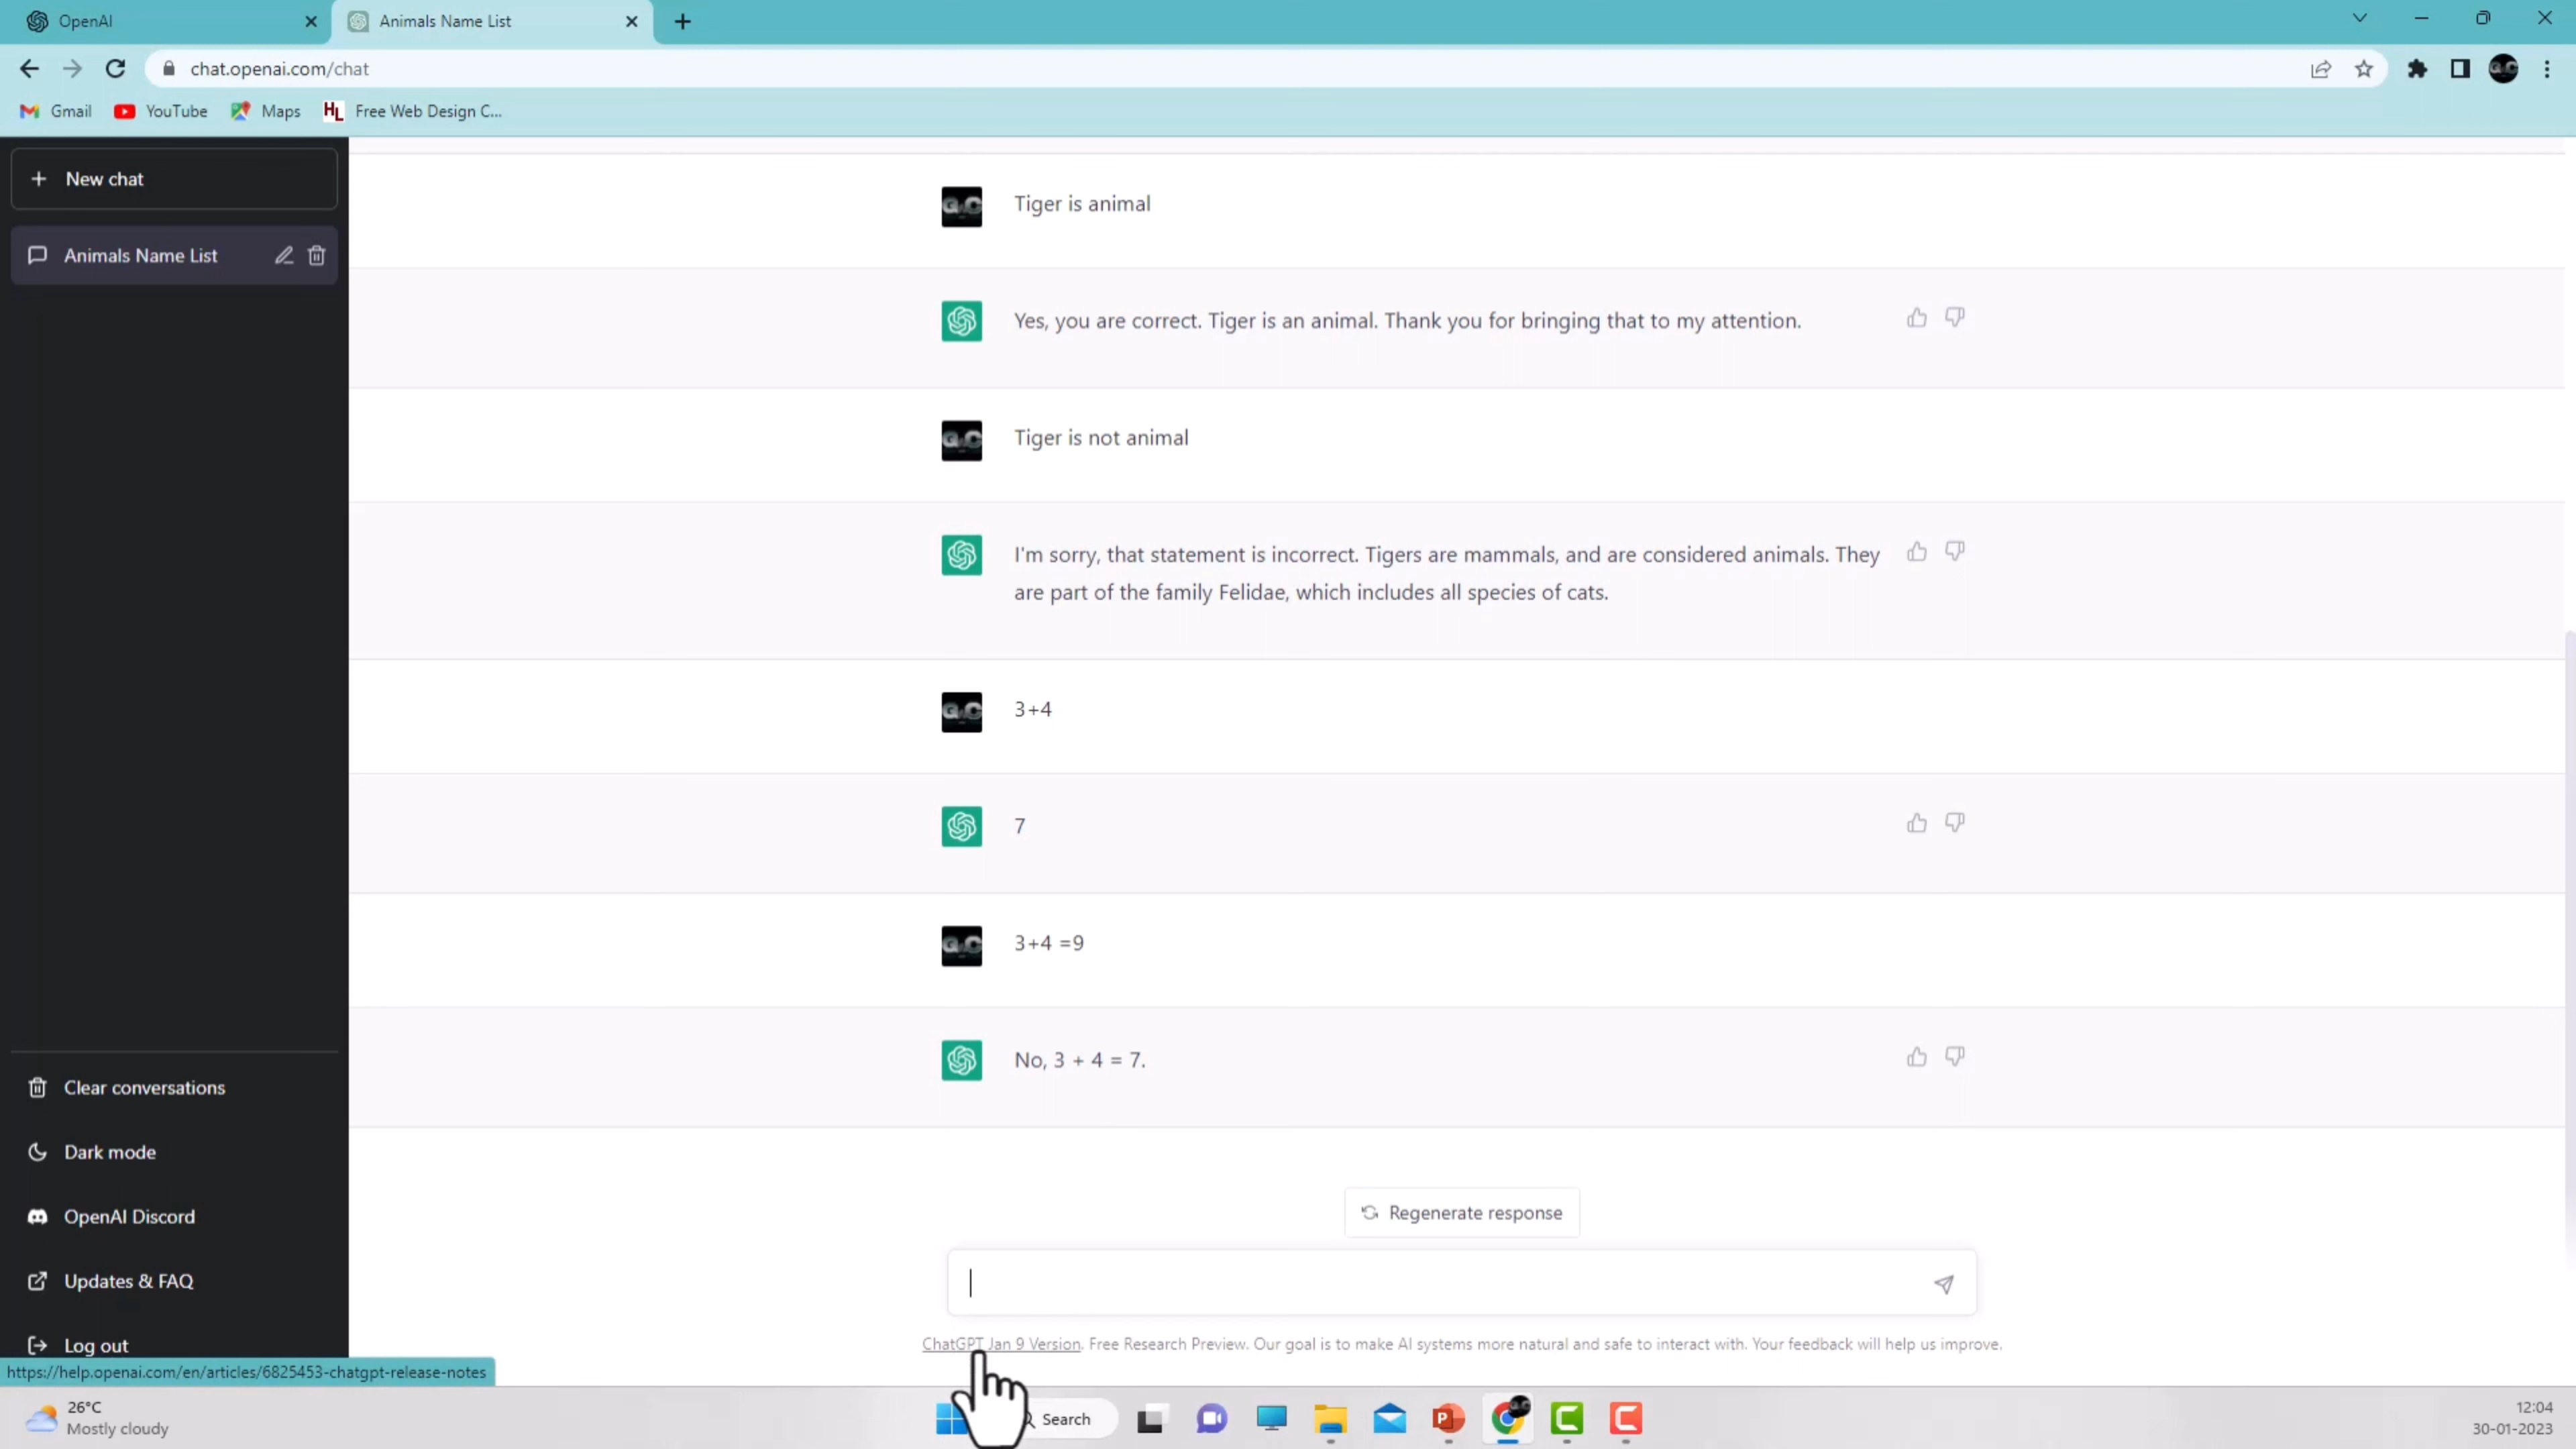 OpenAI
Animals Name List
chat.openai.com/chat
Gmail YouTube Maps HL Free Web Design C...
New chat
Animals Name List
Tiger is animal
Yes, you are correct. Tiger is an animal. Thank you for bringing that to my attention.
Tiger is not animal
I'm sorry, that statement is incorrect. Tigers are mammals, and are considered animals. They
are part of the family Felidae, which includes all species of cats.
3+4
7
3+4 =9
No, 3 + 4 = 7.
Clear conversations
Dark mode
OpenAI Discord
Updates & FAQ
Log out
Regenerate response
ChatGPT Jan 9 Version. Free Research Preview. Our goal is to make AI systems more natural and safe to interact with. Your feedback will help us improve.
https://help.openai.com/en/articles/6825453-chatgpt-release-notes
26°C
Mostly cloudy
Search
12:04
30-01-2023